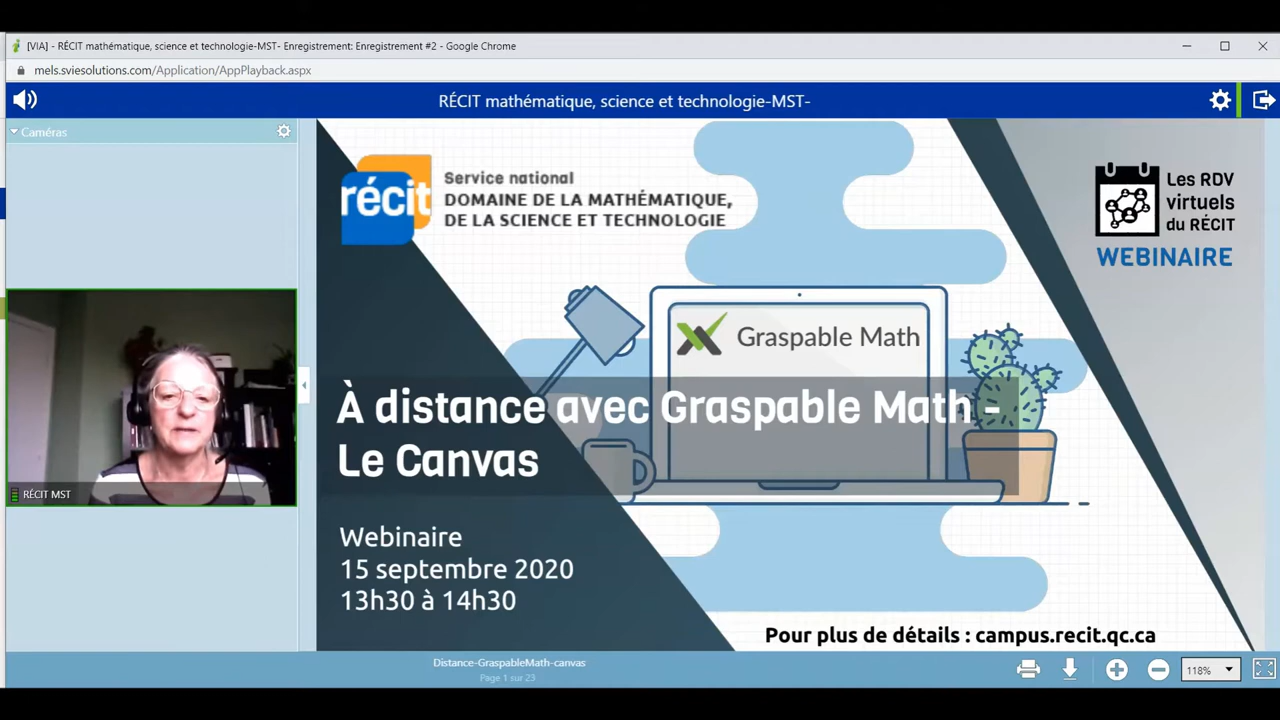 [VIA] - RÉCIT mathématique, science et technologie-MST- Enregistrement: Enregistrement #2 - Google Chrome
mels.sviesolutions.com/Application/AppPlayback.aspx
RÉCIT mathématique, science et technologie-MST-
Caméras
RÉCIT MST
récit
Service national
DOMAINE DE LA MATHÉMATIQUE,
DE LA SCIENCE ET TECHNOLOGIE
Les RDV
virtuels
du RÉCIT
WEBINAIRE
Graspable Math
À distance avec Graspable Math -
Le Canvas
Webinaire
15 septembre 2020
13h30 à 14h30
Pour plus de détails : campus.recit.qc.ca
Distance-GraspableMath-canvas
Page 1 sur 23
118%